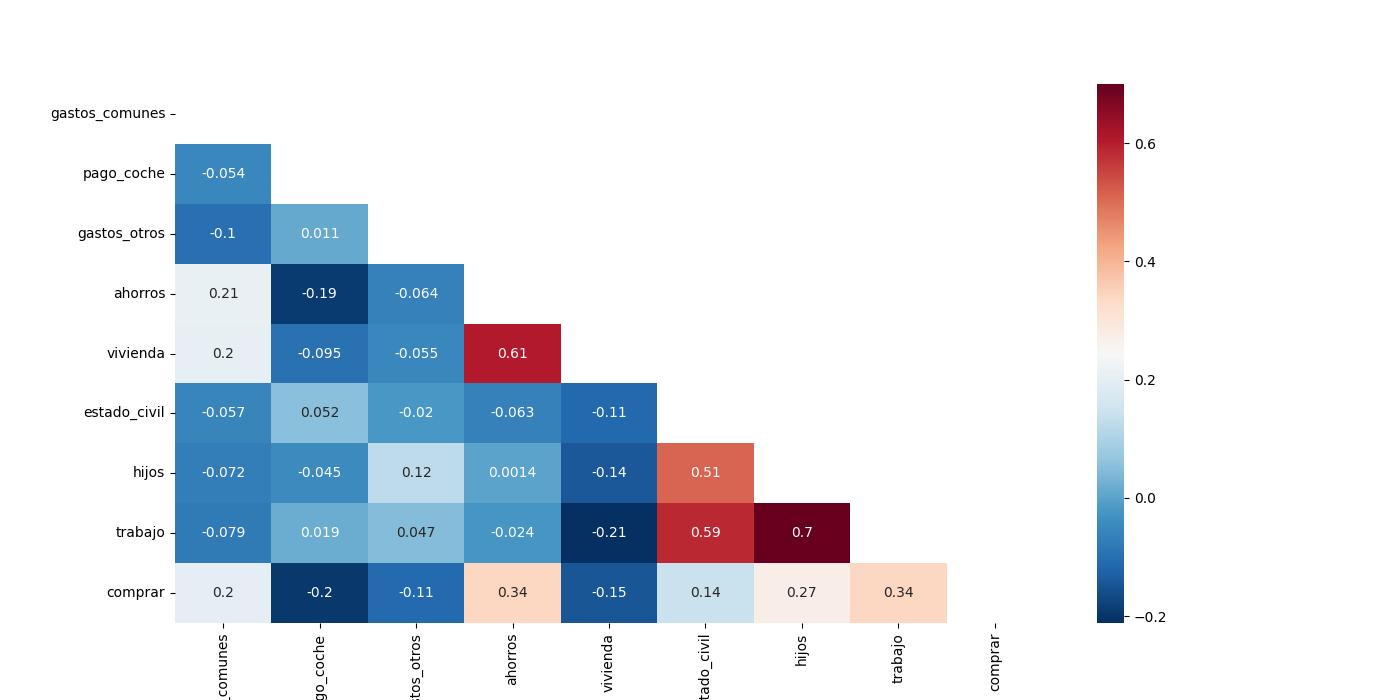 gastos_comunes
pago_coche -0.054
gastos_otros -0.1 0.011
ahorros 0.21 -0.19 -0.064
vivienda 0.2 -0.095 -0.055 0.61
estado_civil -0.057 0.052 -0.02 -0.063 -0.11
hijos -0.072 -0.045 0.12 0.0014 -0.14 0.51
trabajo -0.079 0.019 0.047 -0.024 -0.21 0.59 0.7
comprar 0.2 -0.2 -0.11 0.34 -0.15 0.14 0.27 0.34
_comunes
go_coche
tos_otros
ahorros
vivienda
tado_civil
hijos
trabajo
comprar
0.6
0.4
0.2
0.0
−0.2